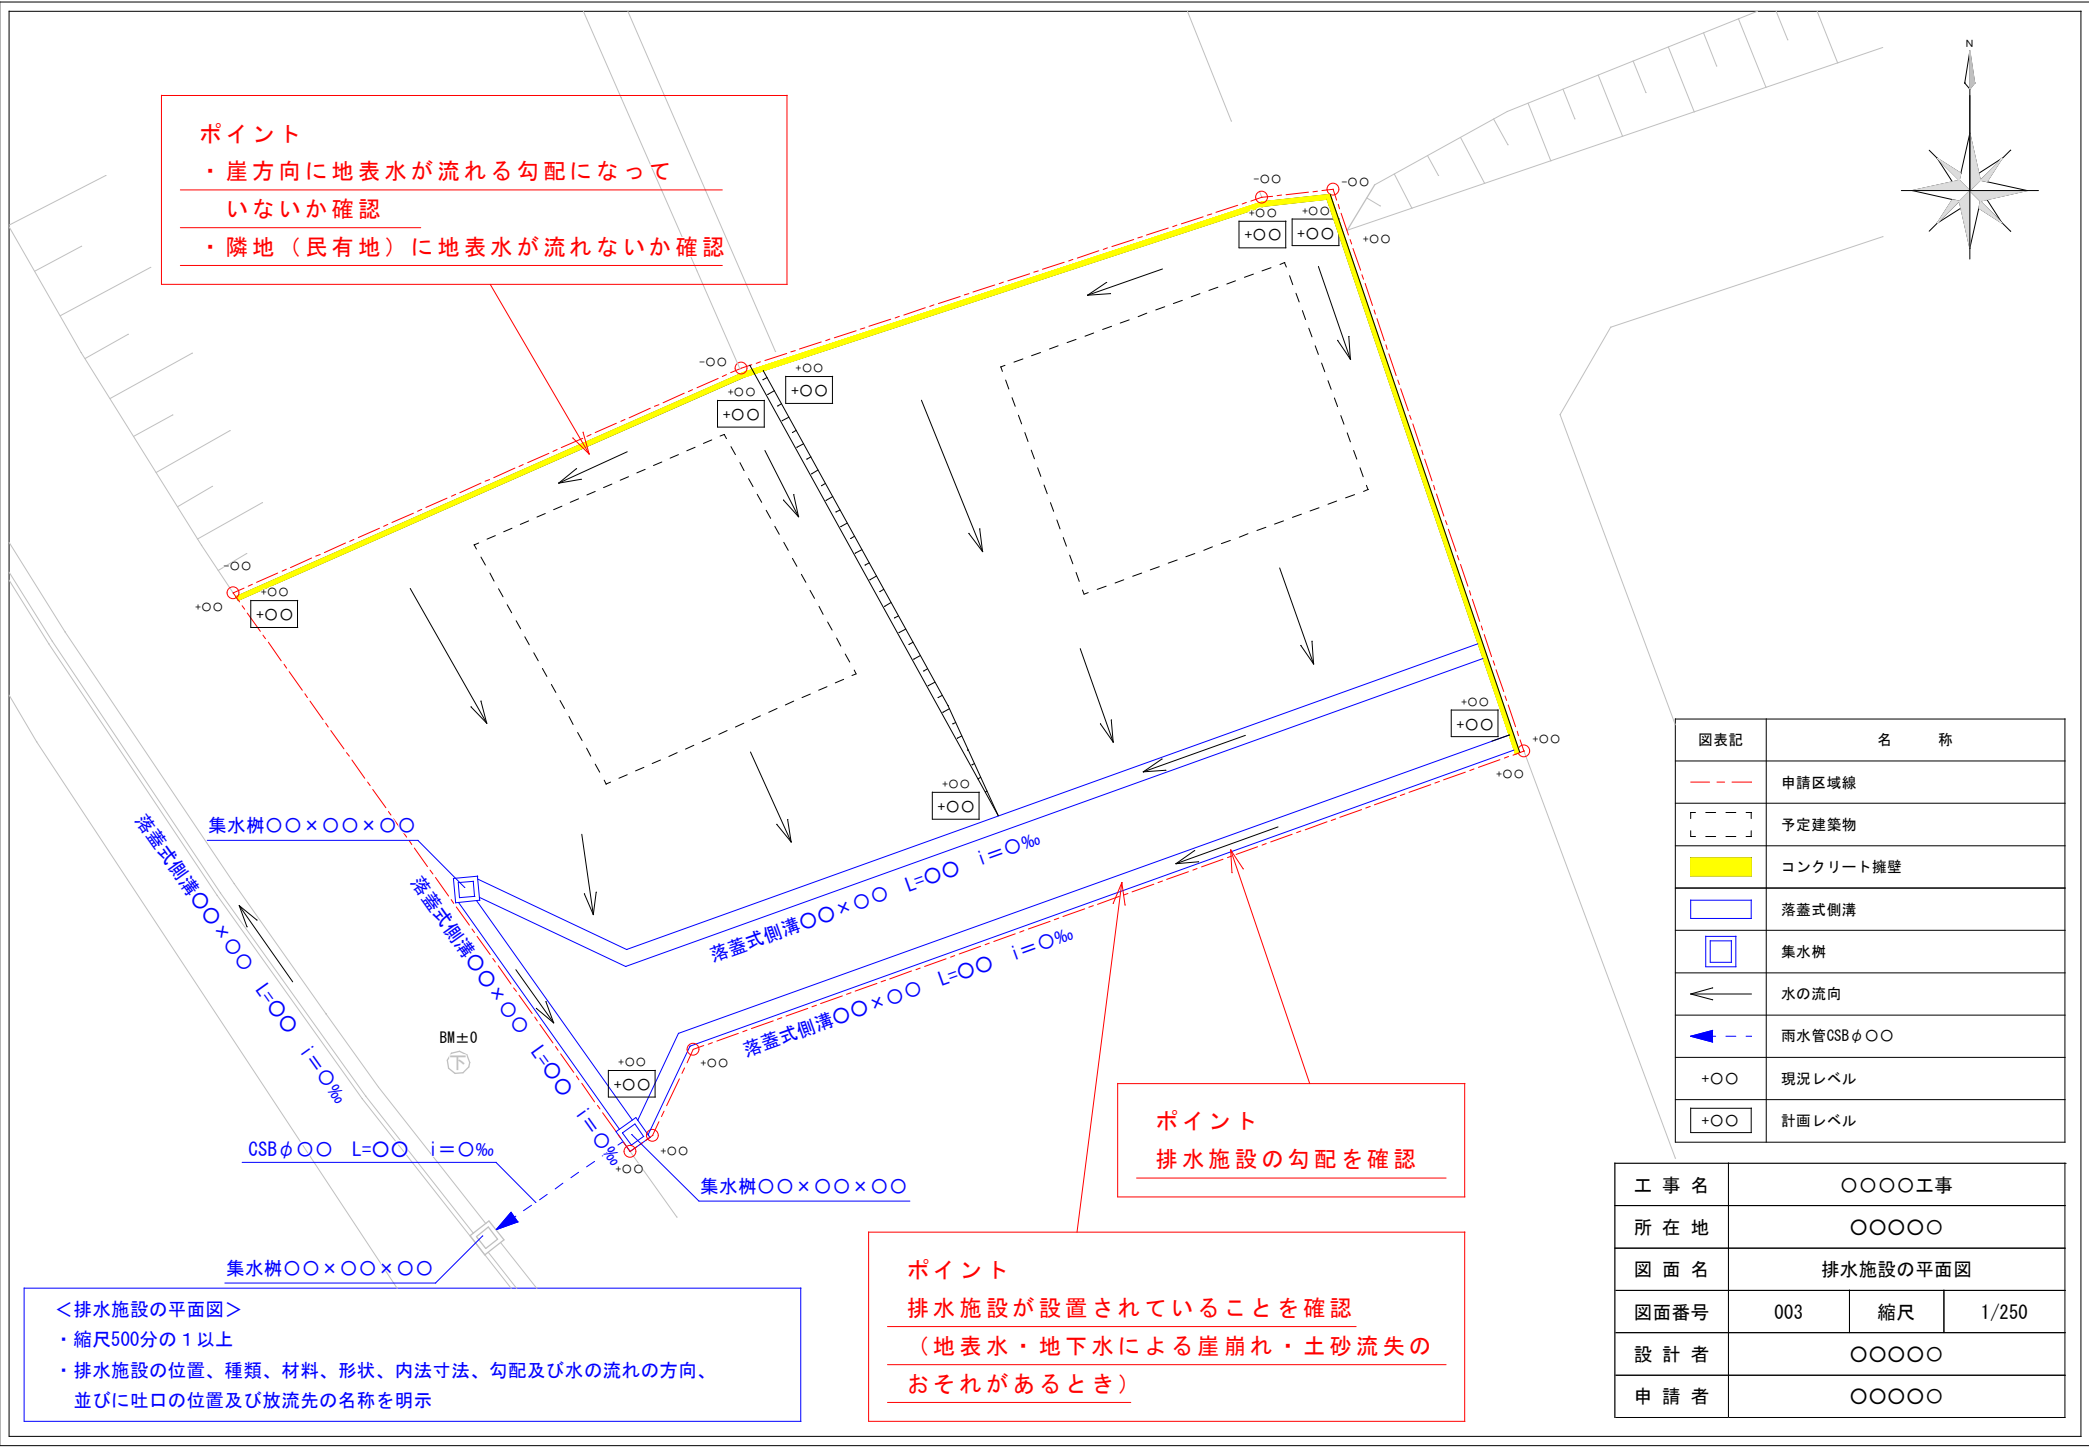 N
ポイント
・崖方向に地表水が流れる勾配になって
いないか確認
・隣地（民有地）に地表水が流れないか確認
-○○
-○○
+○○
+○○
+○○
+○○
+○○
-○○
+○○
+○○
+○○
+○○
-○○
+○○
+○○
+○○
+○○
+○○
+○○
+○○
+○○
+○○
集水桝○○×○○×○○
落蓋式側溝○○×○○ L=○○ i=○‰
落蓋式側溝○○×○○ L=○○ i=○‰
落蓋式側溝○○×○○ L=○○ i=○‰
落蓋式側溝○○×○○ L=○○ i=○‰
BM±0
下
+○○
+○○
+○○
+○○
+○○
CSBφ○○ L=○○ i=○‰
集水桝○○×○○×○○
集水桝○○×○○×○○
ポイント
排水施設の勾配を確認
ポイント
排水施設が設置されていることを確認
（地表水・地下水による崖崩れ・土砂流失の
おそれがあるとき）
＜排水施設の平面図＞
・縮尺500分の１以上
・排水施設の位置、種類、材料、形状、内法寸法、勾配及び水の流れの方向、
並びに吐口の位置及び放流先の名称を明示
図表記 名 称
申請区域線
予定建築物
コンクリート擁壁
落蓋式側溝
集水桝
水の流向
雨水管CSBφ○○
+○○ 現況レベル
+○○ 計画レベル
工事名 ○○○○工事
所在地 ○○○○○
図面名 排水施設の平面図
図面番号 003 縮尺 1/250
設計者 ○○○○○
申請者 ○○○○○